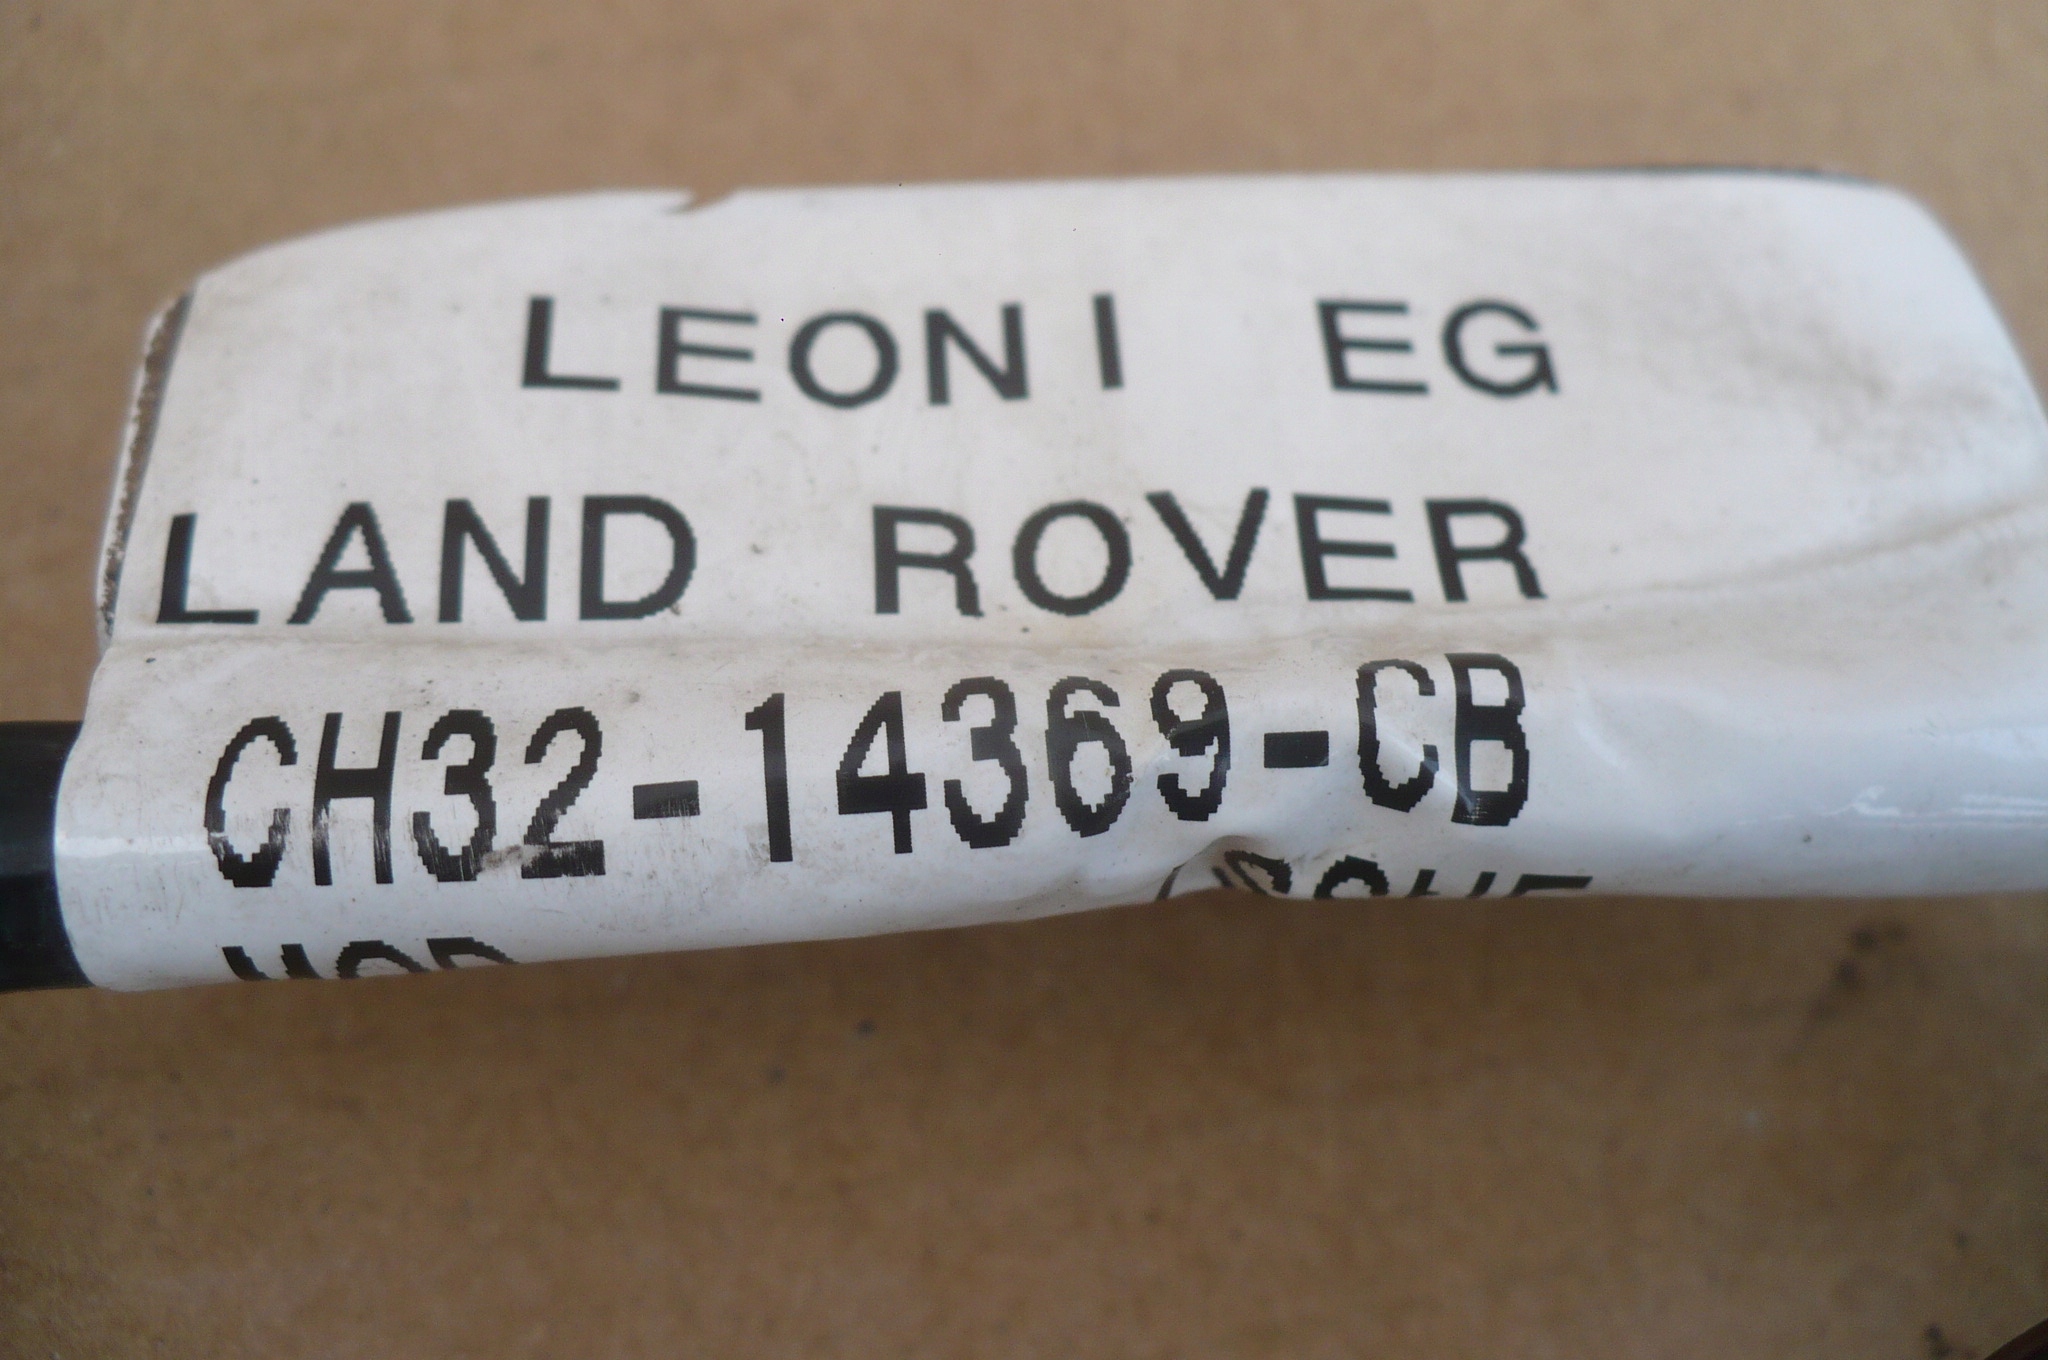 LEONI EG
LAND ROVER
CH32-14369-CB